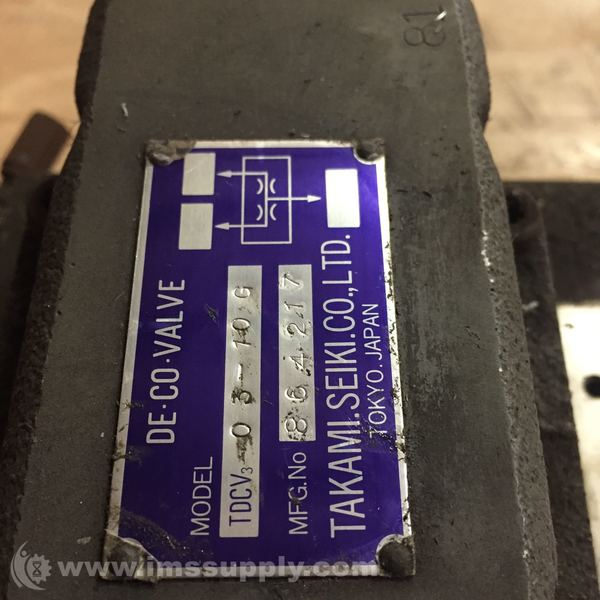 81
DE·CO·VALVE
MODEL TDCV3-03-10G
MFG.No 864217
TAKAMI.SEIKI.CO.,LTD.
TOKYO.JAPAN
www.imssupply.com